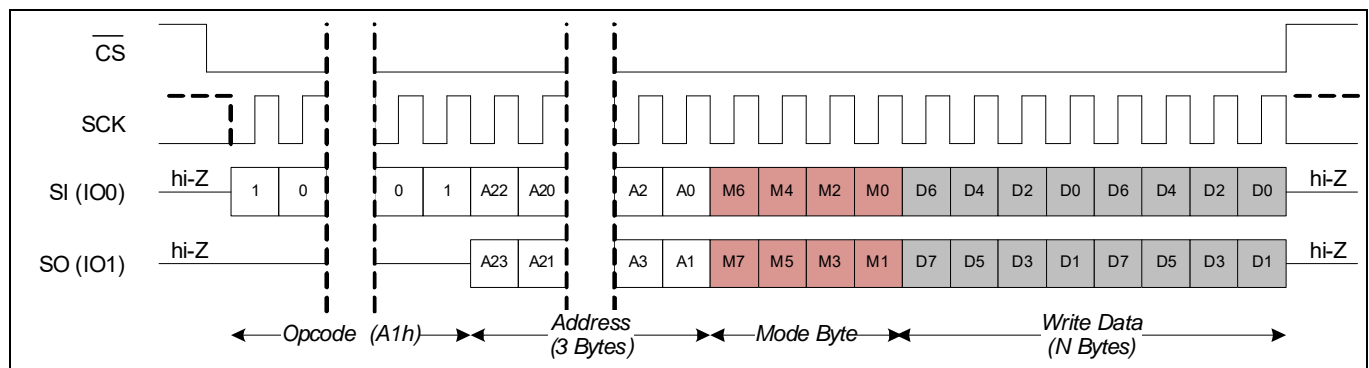 CS
SCK
SI (IO0) hi-Z 1 0 0 1 A22 A20 A2 A0 M6 M4 M2 M0 D6 D4 D2 D0 D6 D4 D2 D0 hi-Z
SO (IO1) hi-Z A23 A21 A3 A1 M7 M5 M3 M1 D7 D5 D3 D1 D7 D5 D3 D1 hi-Z
Opcode (A1h) Address Mode Byte Write Data
(3 Bytes) (N Bytes)